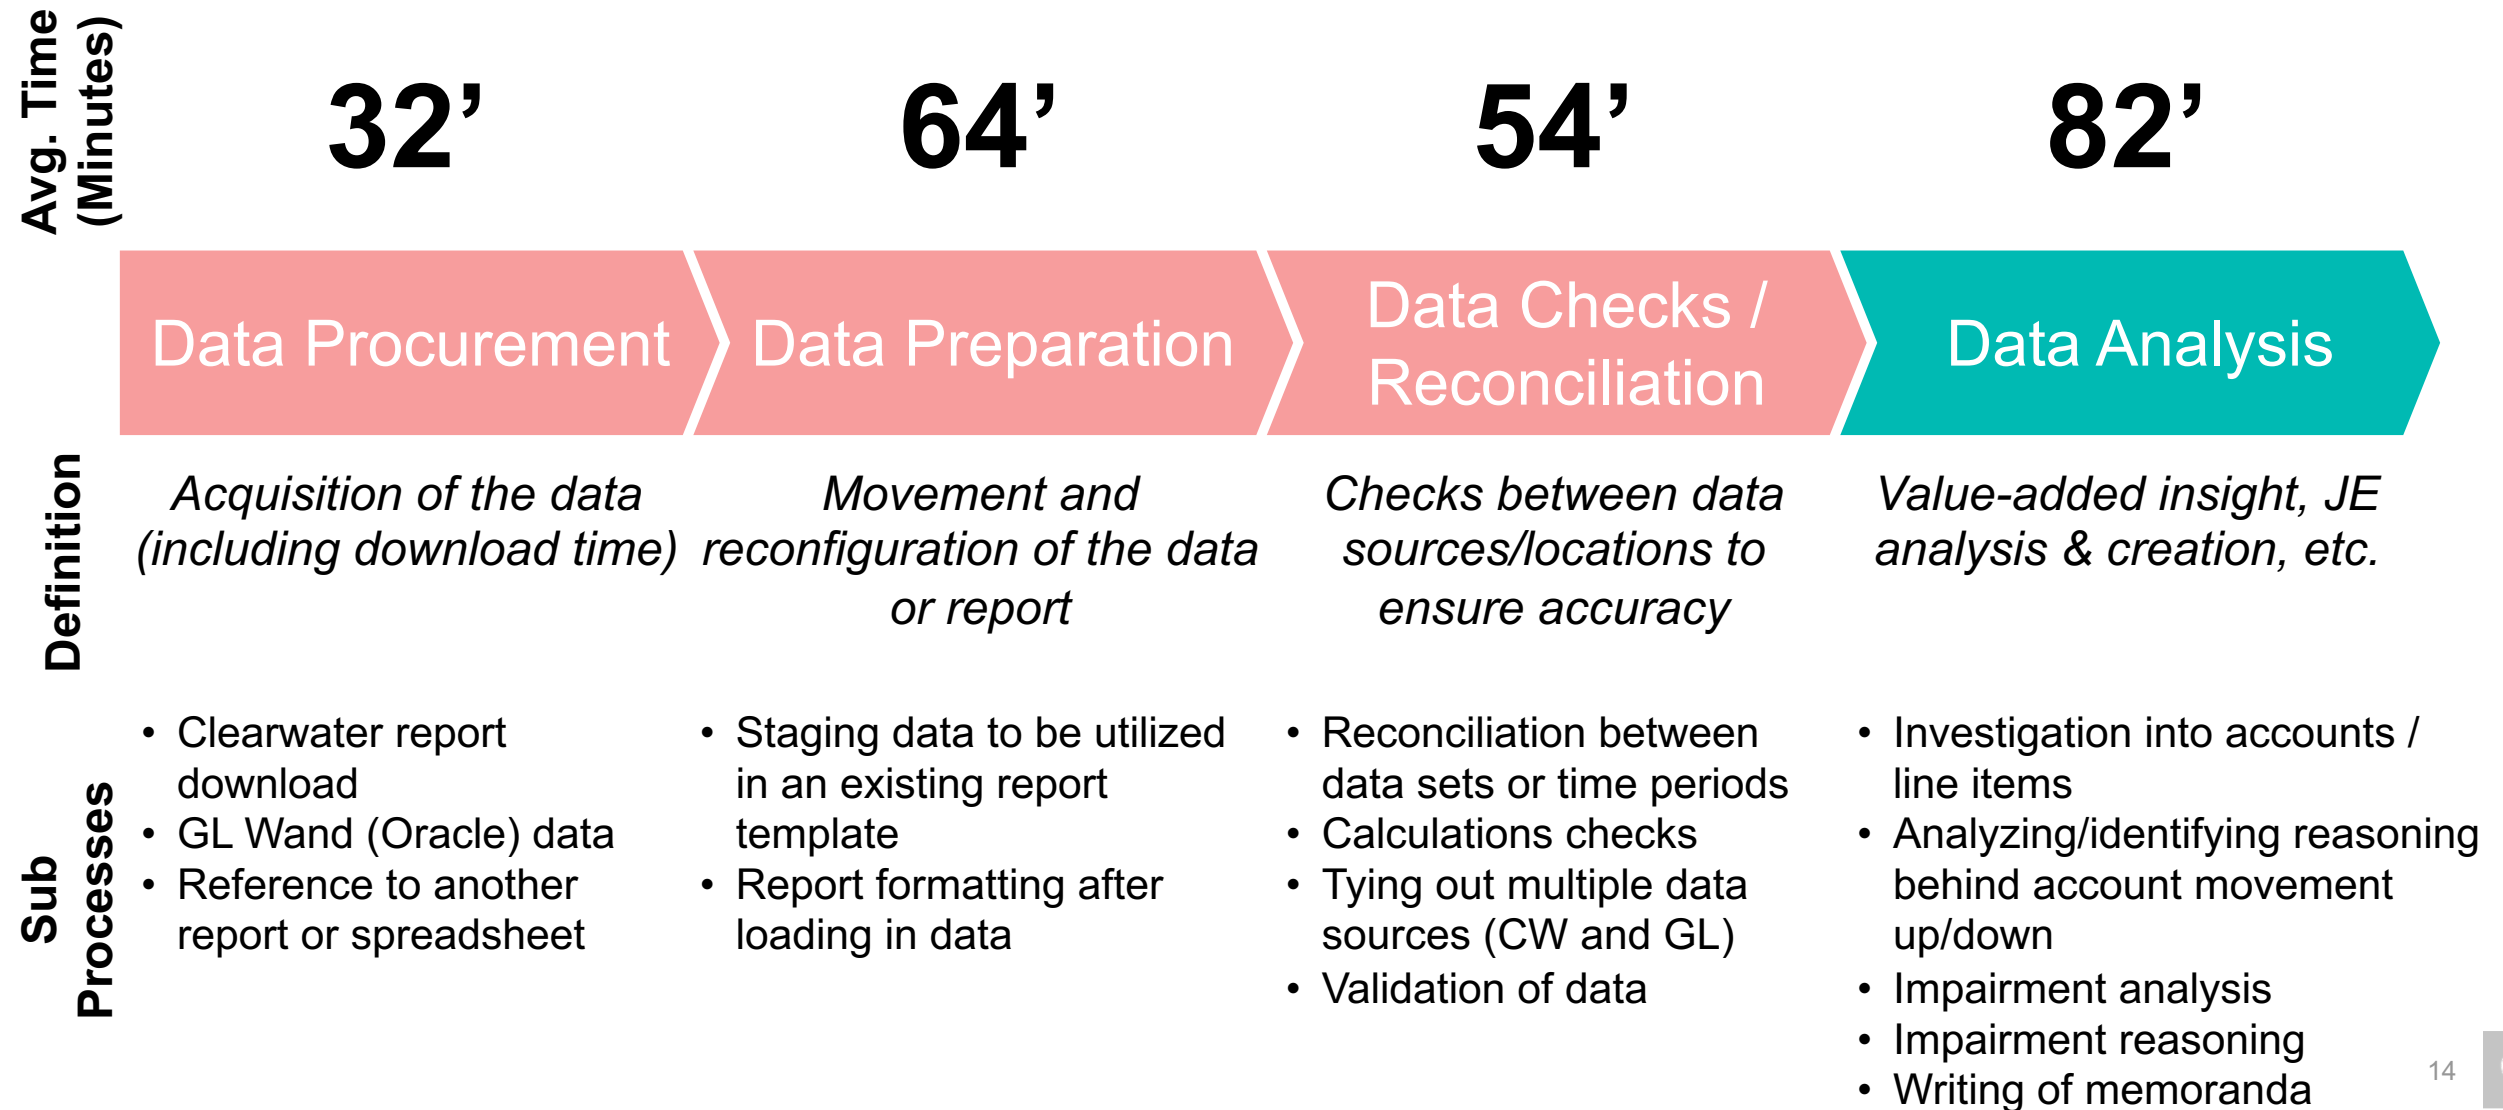 Avg. Time
(Minutes)
32’
64’
54’
82’
Data Procurement
Data Preparation
Data Checks /
Reconciliation
Data Analysis
Definition
Acquisition of the data
(including download time)
Movement and
reconfiguration of the data
or report
Checks between data
sources/locations to
ensure accuracy
Value-added insight, JE
analysis & creation, etc.
Sub
Processes
• Clearwater report
download
• GL Wand (Oracle) data
• Reference to another
report or spreadsheet
• Staging data to be utilized
in an existing report
template
• Report formatting after
loading in data
• Reconciliation between
data sets or time periods
• Calculations checks
• Tying out multiple data
sources (CW and GL)
• Validation of data
• Investigation into accounts /
line items
• Analyzing/identifying reasoning
behind account movement
up/down
• Impairment analysis
• Impairment reasoning
• Writing of memoranda
14